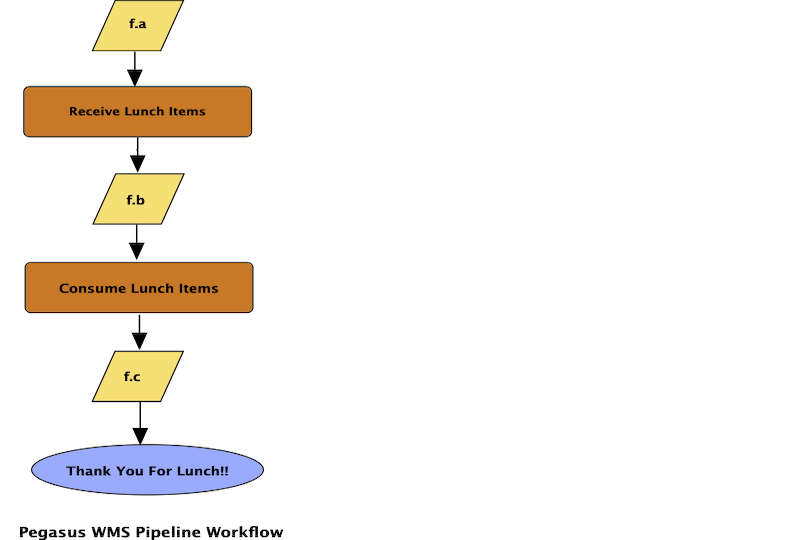 f.a
Receive Lunch Items
f.b
Consume Lunch Items
f.c
Thank You For Lunch!!
Pegasus WMS Pipeline Workflow